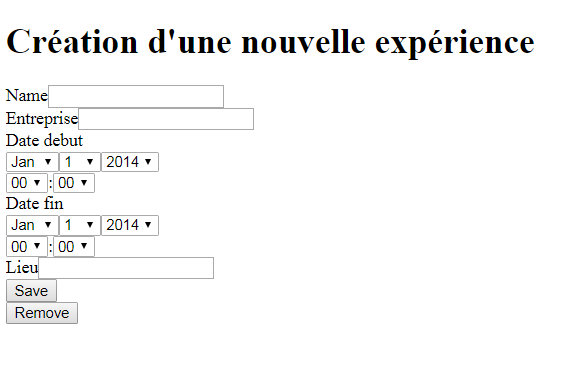 Création d'une nouvelle expérience
Name
Entreprise
Date debut
Jan 1 2014
00 : 00
Date fin
Jan 1 2014
00 : 00
Lieu
Save
Remove